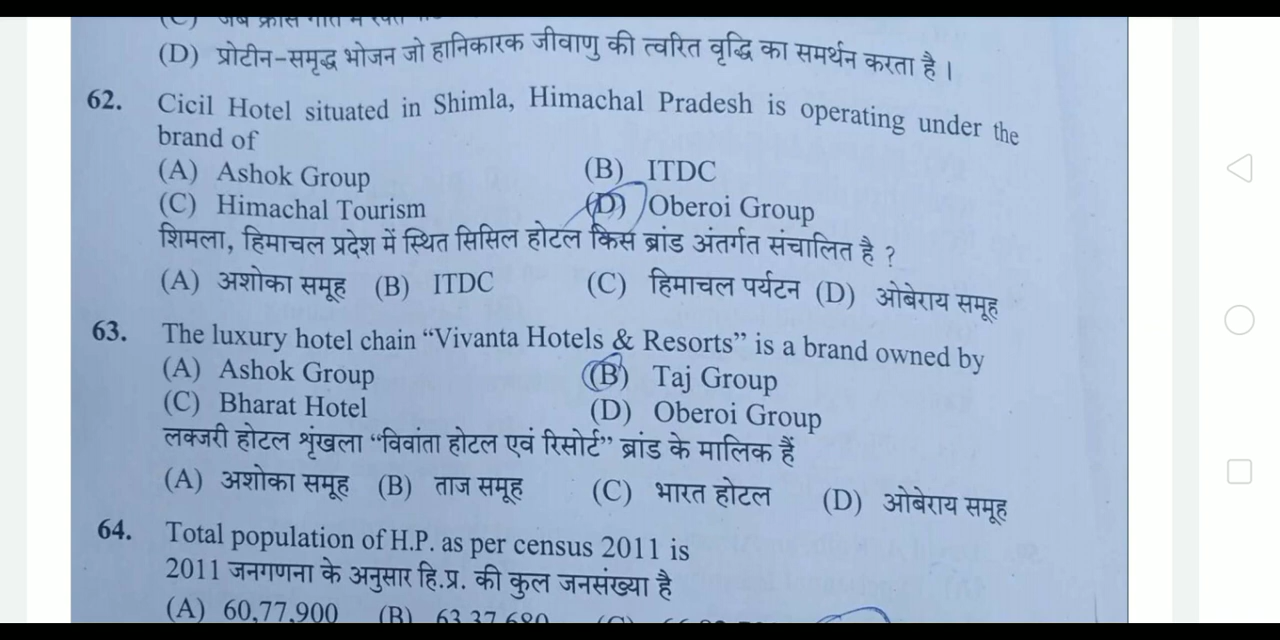 (D) प्रोटीन-समृद्ध भोजन जो हानिकारक जीवाणु की त्वरित वृद्धि का समर्थन करता है ।
62. Cicil Hotel situated in Shimla, Himachal Pradesh is operating under the
brand of
(A) Ashok Group (B) ITDC
(C) Himachal Tourism (D) Oberoi Group
शिमला, हिमाचल प्रदेश में स्थित सिसिल होटल किस ब्रांड अंतर्गत संचालित है ?
(A) अशोका समूह (B) ITDC (C) हिमाचल पर्यटन (D) ओबेराय समूह
63. The luxury hotel chain “Vivanta Hotels & Resorts” is a brand owned by
(A) Ashok Group (B) Taj Group
(C) Bharat Hotel (D) Oberoi Group
लक्जरी होटल श्रृंखला “विवांता होटल एवं रिसोर्ट” ब्रांड के मालिक हैं
(A) अशोका समूह (B) ताज समूह (C) भारत होटल (D) ओबेराय समूह
64. Total population of H.P. as per census 2011 is
2011 जनगणना के अनुसार हि.प्र. की कुल जनसंख्या है
(A) 60,77,900 (B) 63,37,680